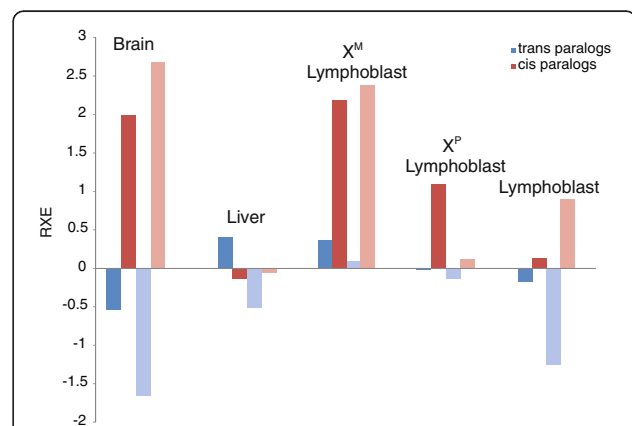 3
2.5
2
1.5
1
0.5
0
-0.5
-1
-1.5
-2
RXE
Brain
Liver
X^M
Lymphoblast
X^P
Lymphoblast
Lymphoblast
trans paralogs
cis paralogs